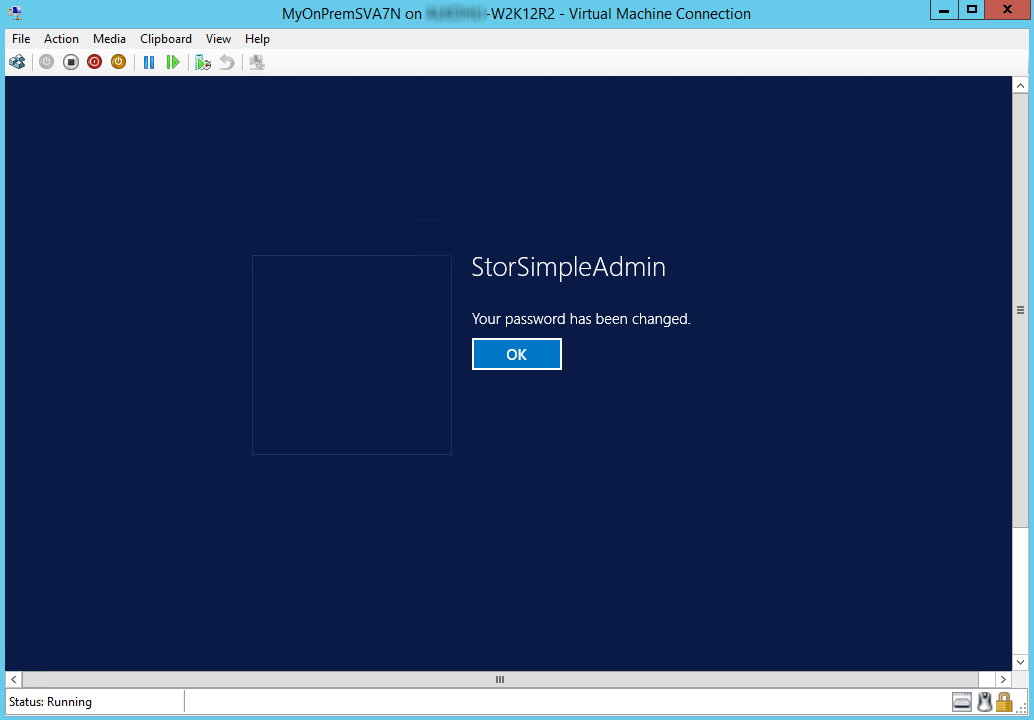 MyOnPremSVA7N on -W2K12R2 - Virtual Machine Connection
File Action Media Clipboard View Help
StorSimpleAdmin
Your password has been changed.
OK
Status: Running